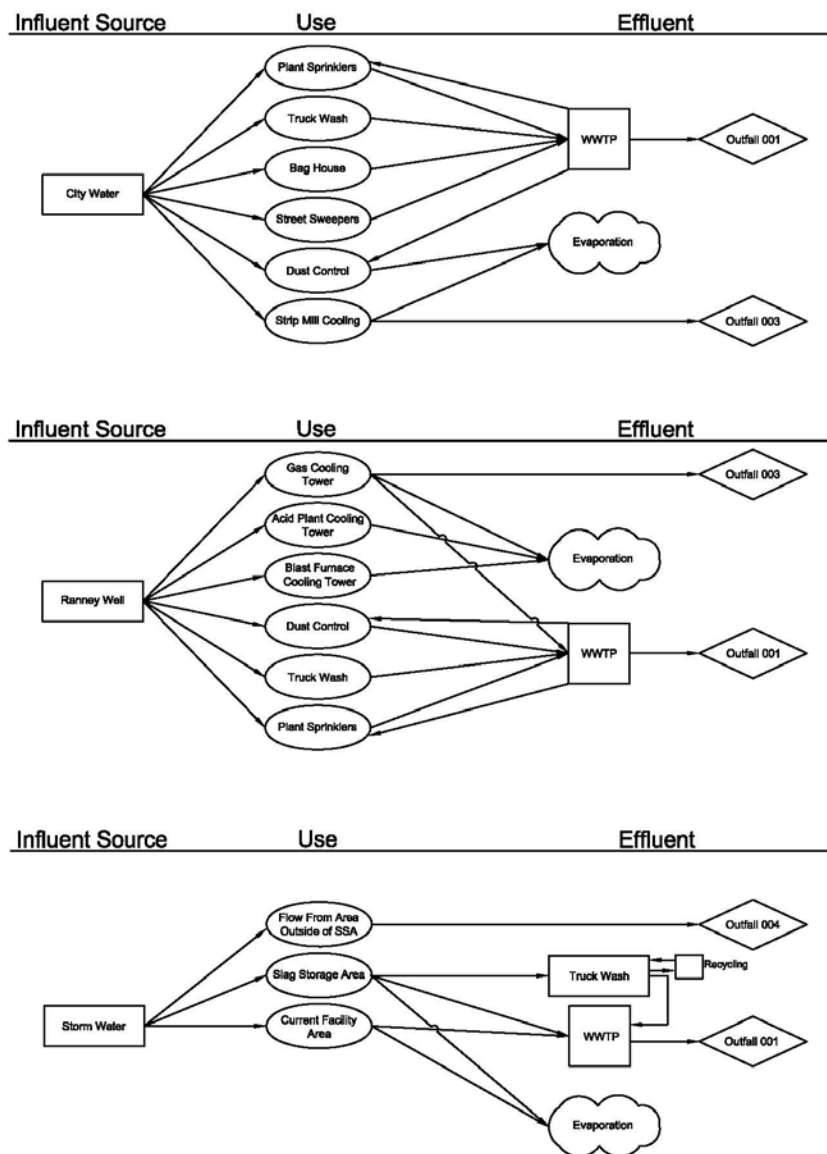 Influent Source Use Effluent
Plant Sprinklers
Truck Wash
WWTP
Outfall 001
Bag House
City Water
Street Sweepers
Evaporation
Dust Control
Strip Mill Cooling
Outfall 003
Influent Source Use Effluent
Gas Cooling
Tower
Outfall 003
Acid Plant Cooling
Tower
Evaporation
Blast Furnace
Cooling Tower
Ranney Well
Dust Control
WWTP
Outfall 001
Truck Wash
Plant Sprinklers
Influent Source Use Effluent
Flow From Area
Outside of SSA
Outfall 004
Slag Storage Area
Truck Wash
Recycling
Storm Water
Current Facility
Area
WWTP
Outfall 001
Evaporation